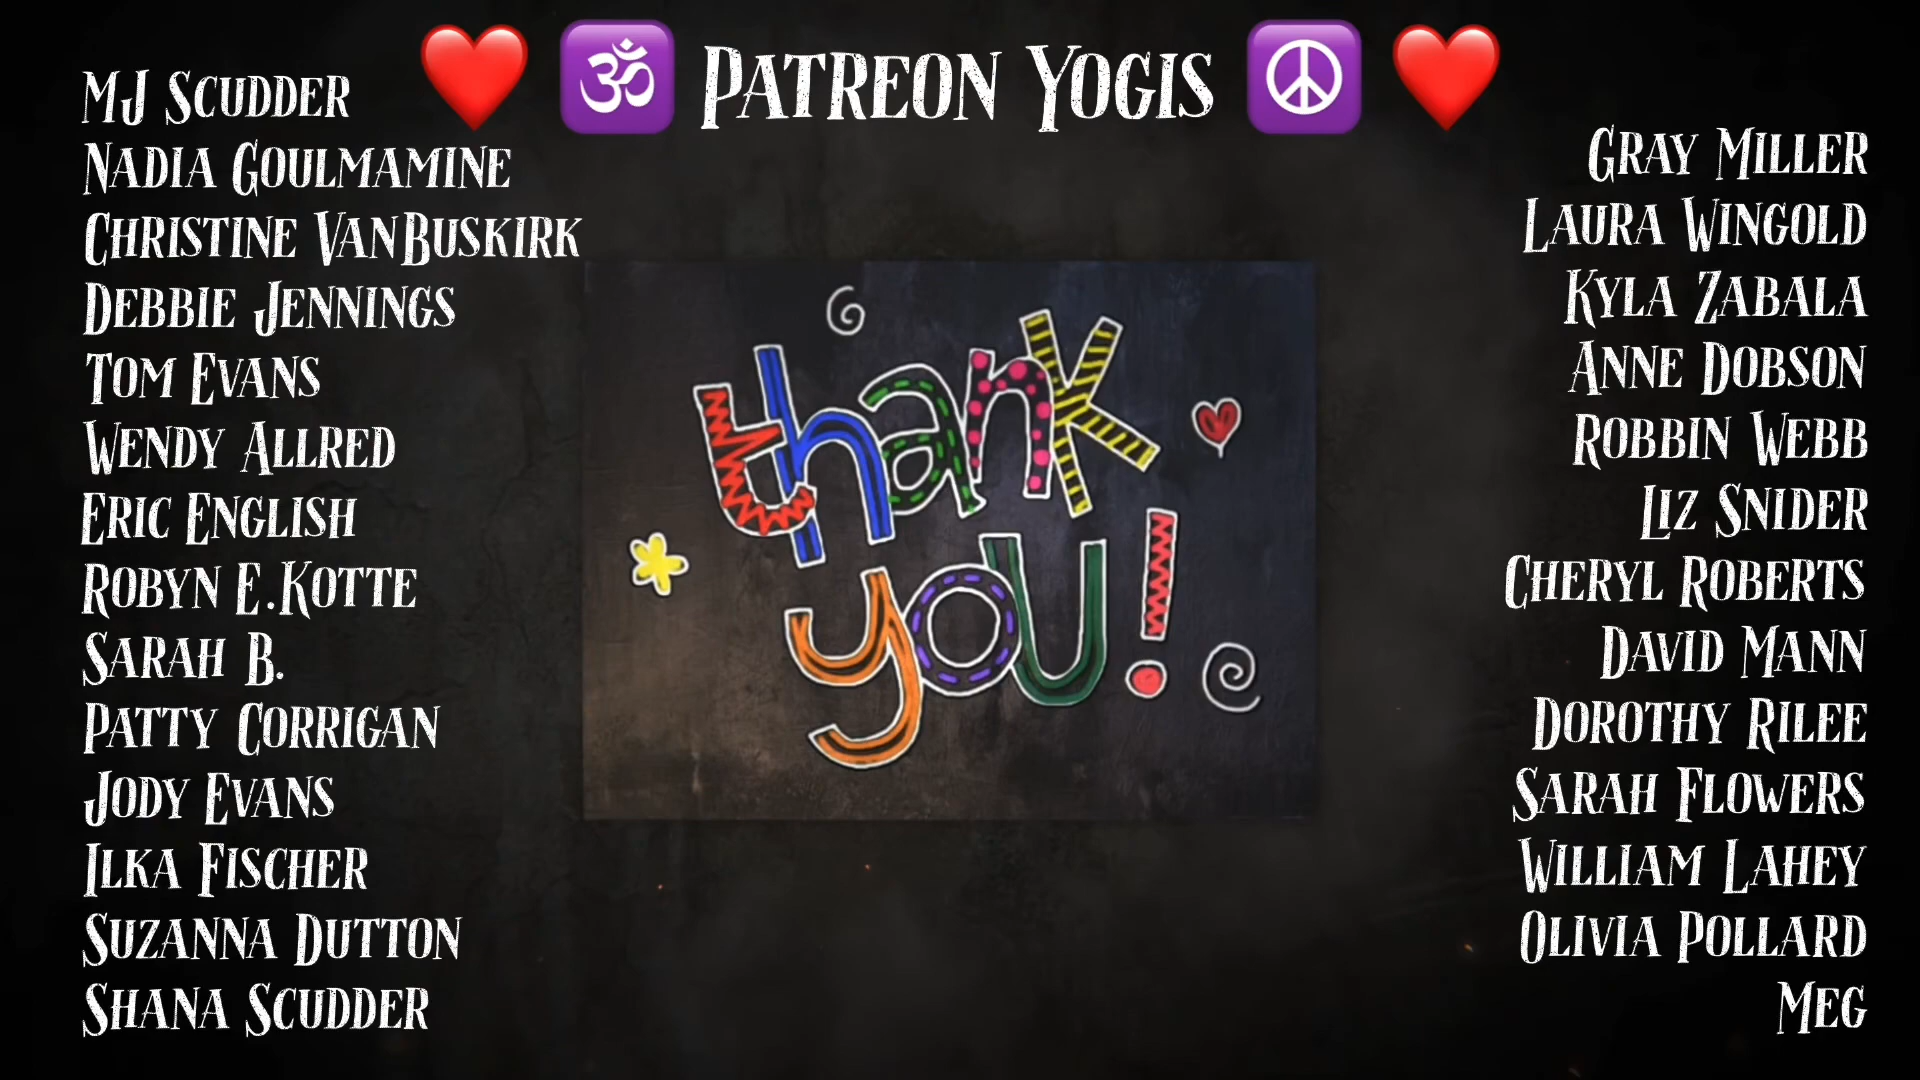 ❤️ 🕉️ Patreon Yogis ☮️ ❤️
MJ Scudder
Nadia Goulmamine
Christine VanBuskirk
Debbie Jennings
Tom Evans
Wendy Allred
Eric English
Robyn E.Kotte
Sarah B.
Patty Corrigan
Jody Evans
Ilka Fischer
Suzanna Dutton
Shana Scudder
thank
you!
Gray Miller
Laura Wingold
Kyla Zabala
Anne Dobson
Robbin Webb
Liz Snider
Cheryl Roberts
David Mann
Dorothy Rilee
Sarah Flowers
William Lahey
Olivia Pollard
Meg